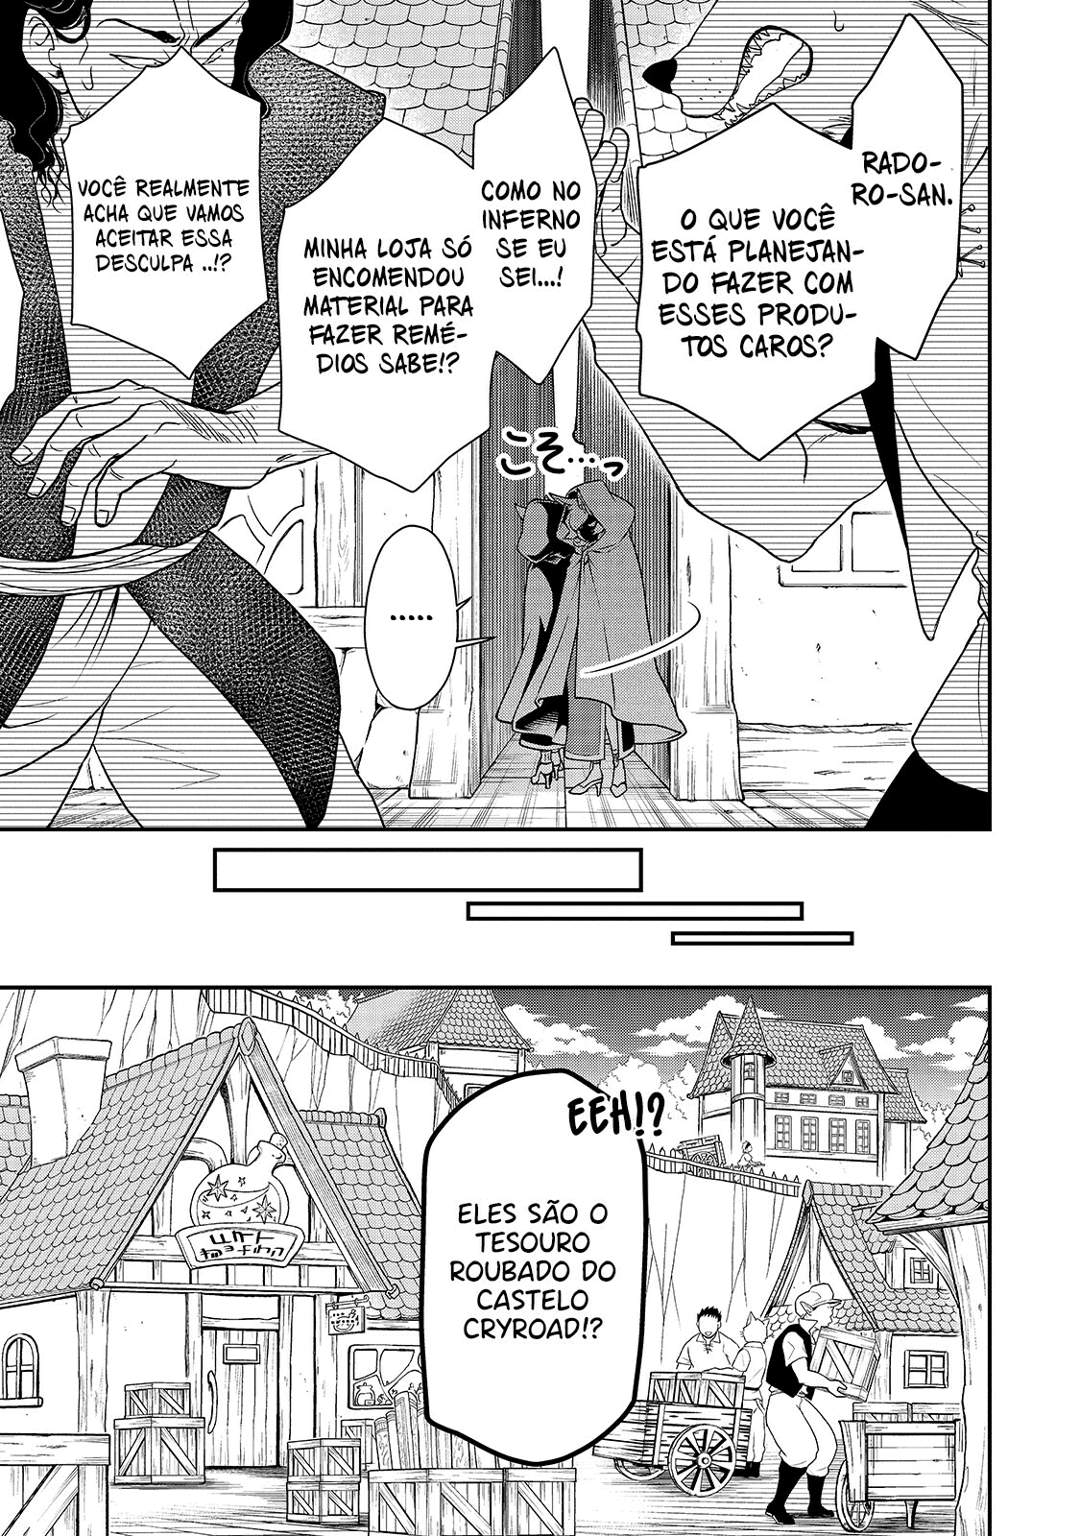 RADO-
RO-SAN.
O QUE VOCÊ
ESTÁ PLANEJAN-
DO FAZER COM
ESSES PRODU-
TOS CAROS?
COMO NO
INFERNO
SE EU
SEI...!
MINHA LOJA SÓ
ENCOMENDOU
MATERIAL PARA
FAZER REMÉ-
DIOS SABE!?
VOCÊ REALMENTE
ACHA QUE VAMOS
ACEITAR ESSA
DESCULPA ..!?
こそ…っ
.....
EEH!?
ELES SÃO O
TESOURO
ROUBADO DO
CASTELO
CRYROAD!?